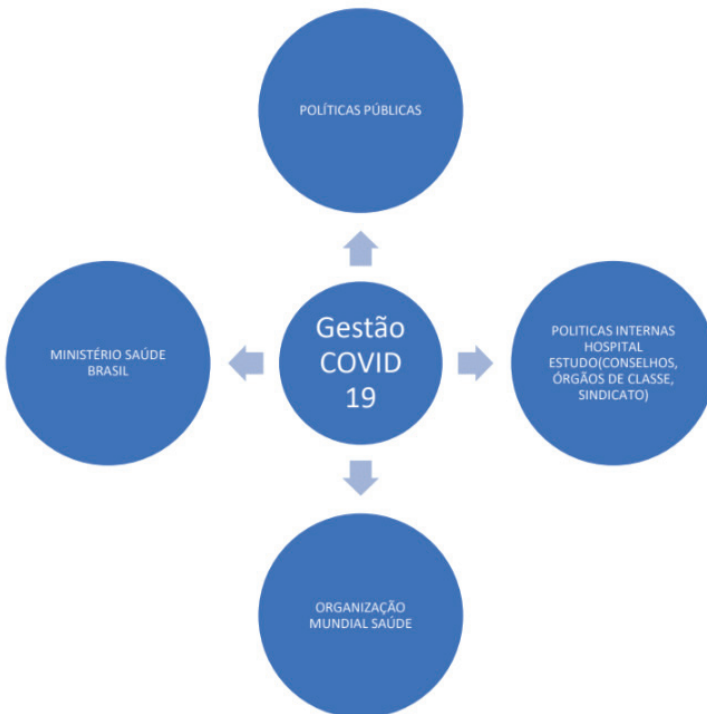 POLÍTICAS PÚBLICAS
MINISTÉRIO SAÚDE
BRASIL
Gestão
COVID
19
POLITICAS INTERNAS
HOSPITAL
ESTUDO(CONSELHOS,
ÓRGÃOS DE CLASSE,
SINDICATO)
ORGANIZAÇÃO
MUNDIAL SAÚDE